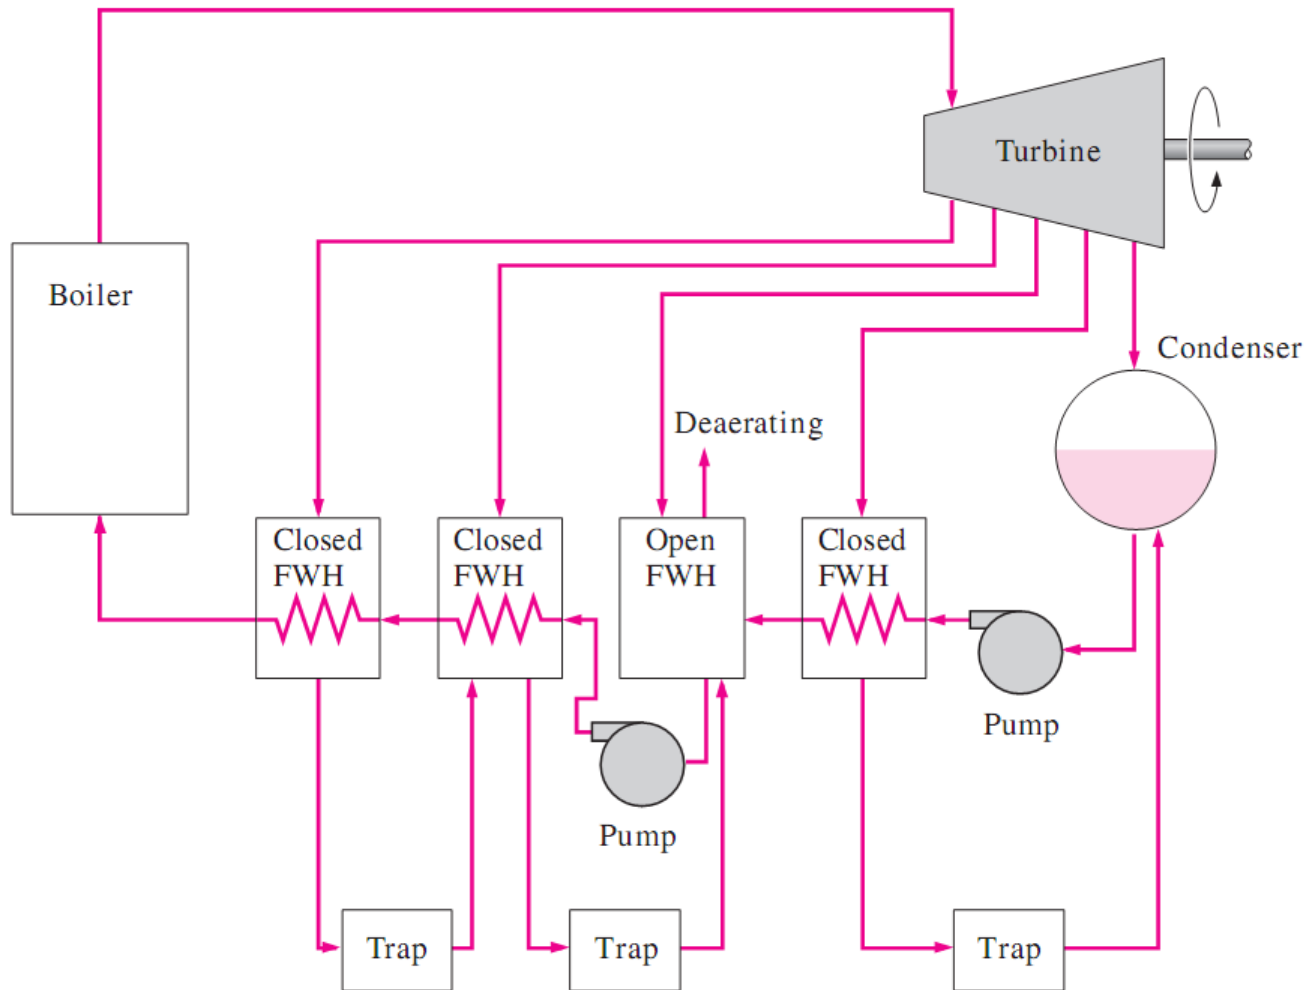 Turbine
Boiler
Condenser
Deaerating
Closed
FWH
Closed
FWH
Open
FWH
Closed
FWH
Pump
Pump
Trap
Trap
Trap